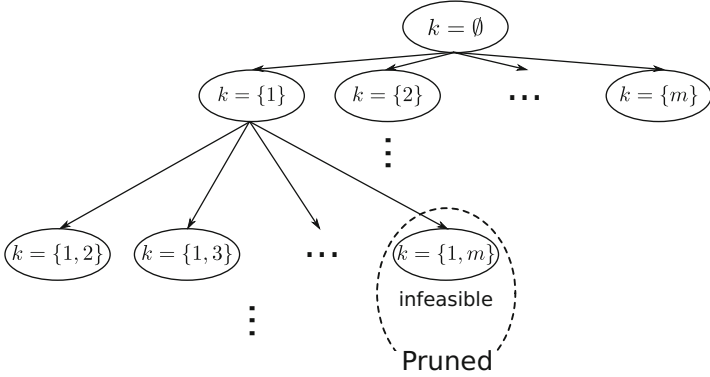 k = ∅
k = {1}
k = {2}
...
k = {m}
⋮
k = {1, 2}
k = {1, 3}
...
k = {1, m}
infeasible
⋮
Pruned